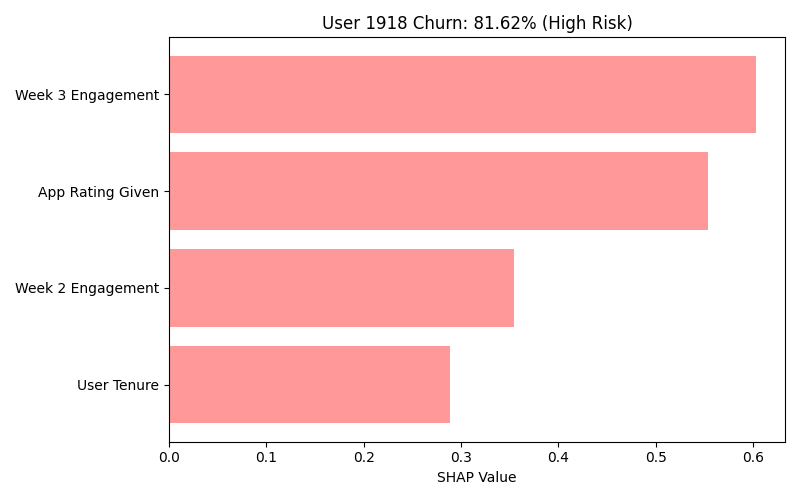 User 1918 Churn: 81.62% (High Risk)
Week 3 Engagement
App Rating Given
Week 2 Engagement
User Tenure
0.0 0.1 0.2 0.3 0.4 0.5 0.6
SHAP Value